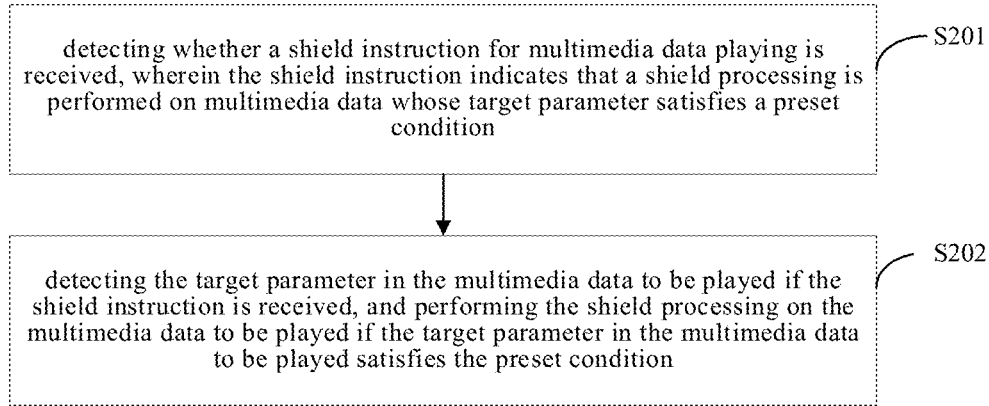 detecting whether a shield instruction for multimedia data playing is
received, wherein the shield instruction indicates that a shield processing is
performed on multimedia data whose target parameter satisfies a preset
condition
S201
detecting the target parameter in the multimedia data to be played if the
shield instruction is received, and performing the shield processing on the
multimedia data to be played if the target parameter in the multimedia data
to be played satisfies the preset condition
S202